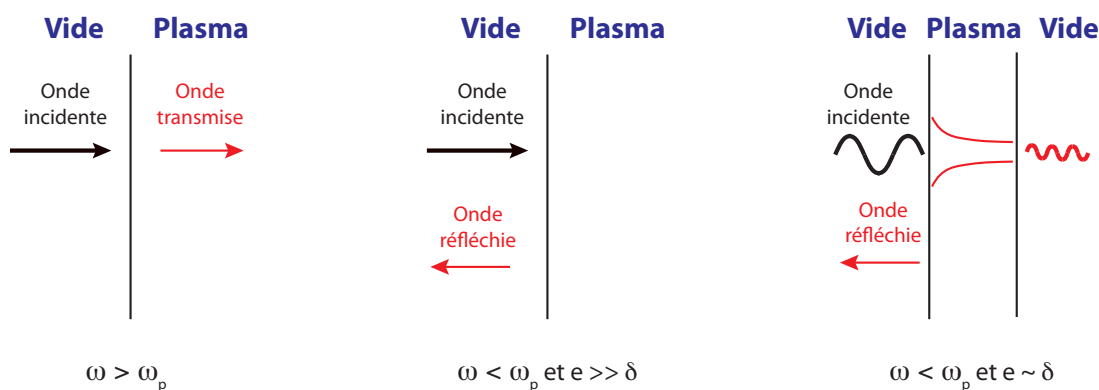 Vide Plasma
Onde
incidente
Onde
transmise
ω > ωp
Vide Plasma
Onde
incidente
Onde
réfléchie
ω < ωp et e >> δ
Vide Plasma Vide
Onde
incidente
Onde
réfléchie
ω < ωp et e ~ δ